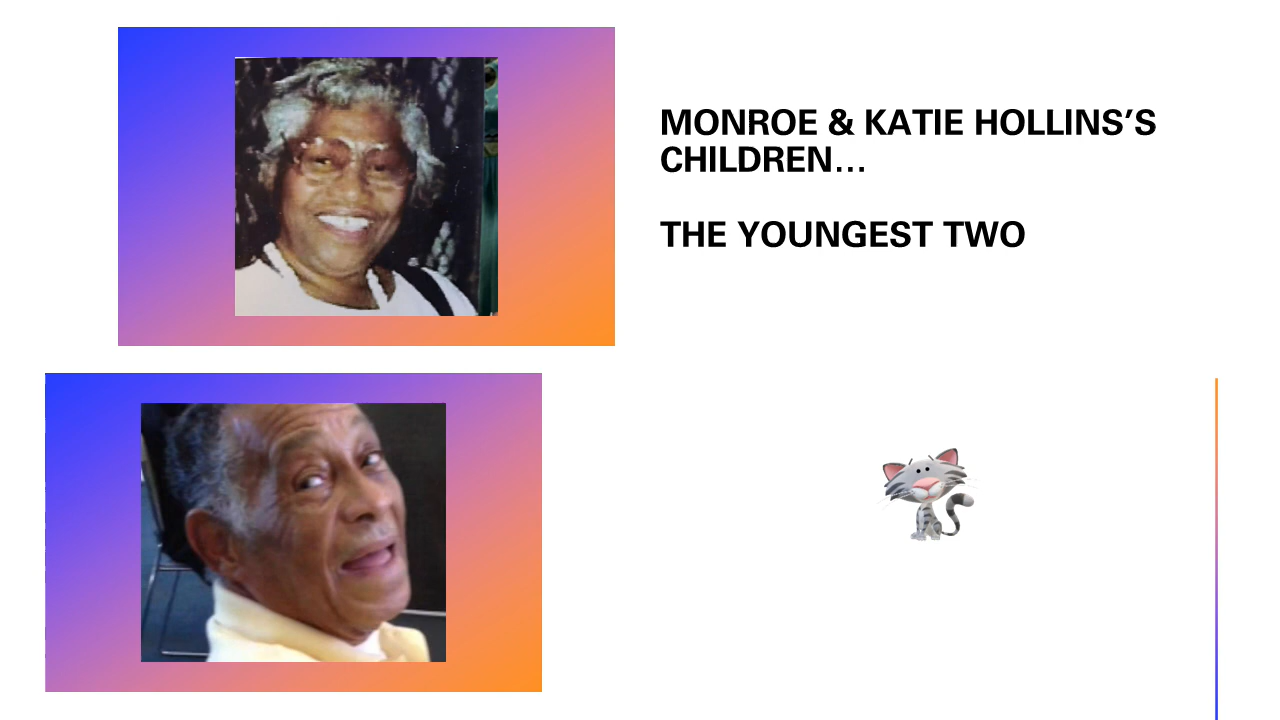 MONROE & KATIE HOLLINS’S
CHILDREN…
THE YOUNGEST TWO